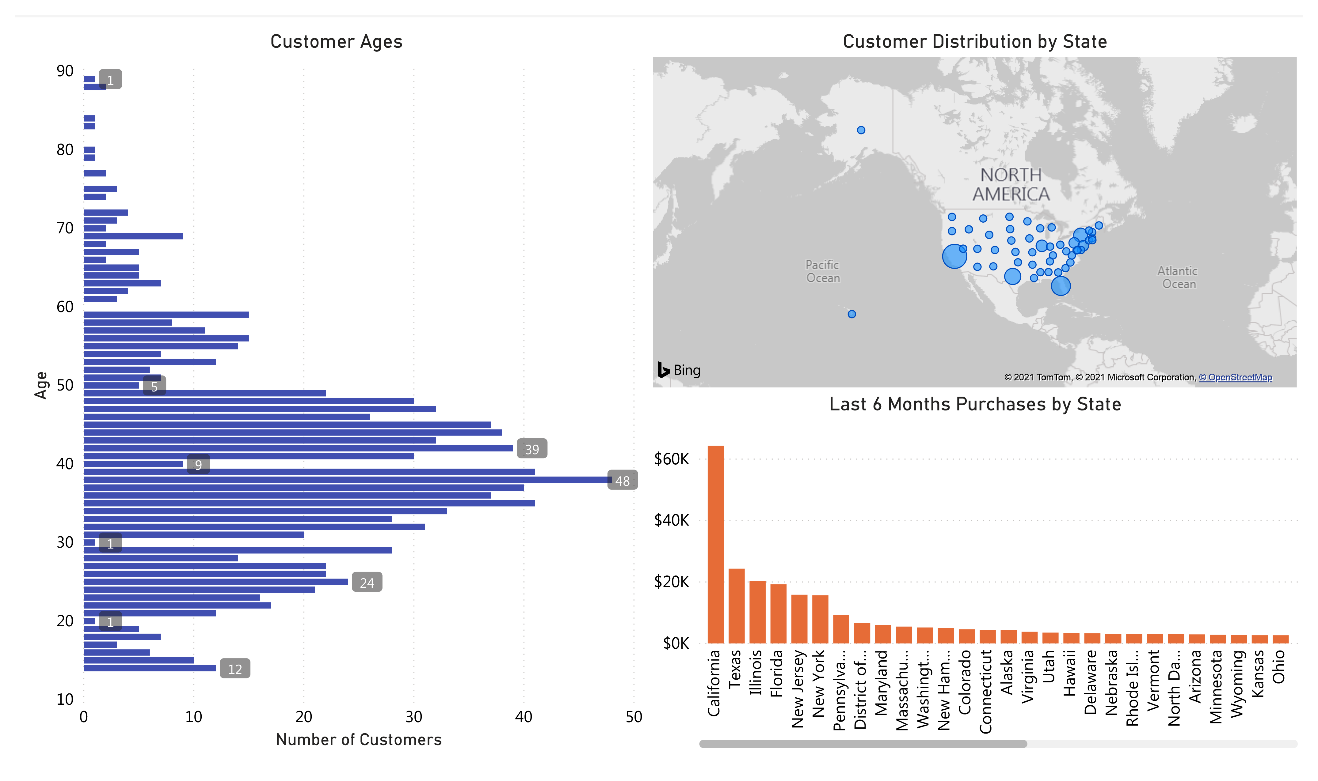 Customer Ages
90
80
70
60
50
40
30
20
10
Age
1
5
39
9
48
1
24
1
12
0
10
20
30
40
50
Number of Customers
Customer Distribution by State
NORTH
AMERICA
Pacific
Ocean
Atlantic
Ocean
Bing
© 2021 TomTom, © 2021 Microsoft Corporation, © OpenStreetMap
Last 6 Months Purchases by State
$60K
$40K
$20K
$0K
California
Texas
Illinois
Florida
New Jersey
New York
Pennsylva...
District of...
Maryland
Massachu...
Washingt...
New Ham...
Colorado
Connecticut
Alaska
Virginia
Utah
Hawaii
Delaware
Nebraska
Rhode Isl...
Vermont
North Da...
Arizona
Minnesota
Wyoming
Kansas
Ohio